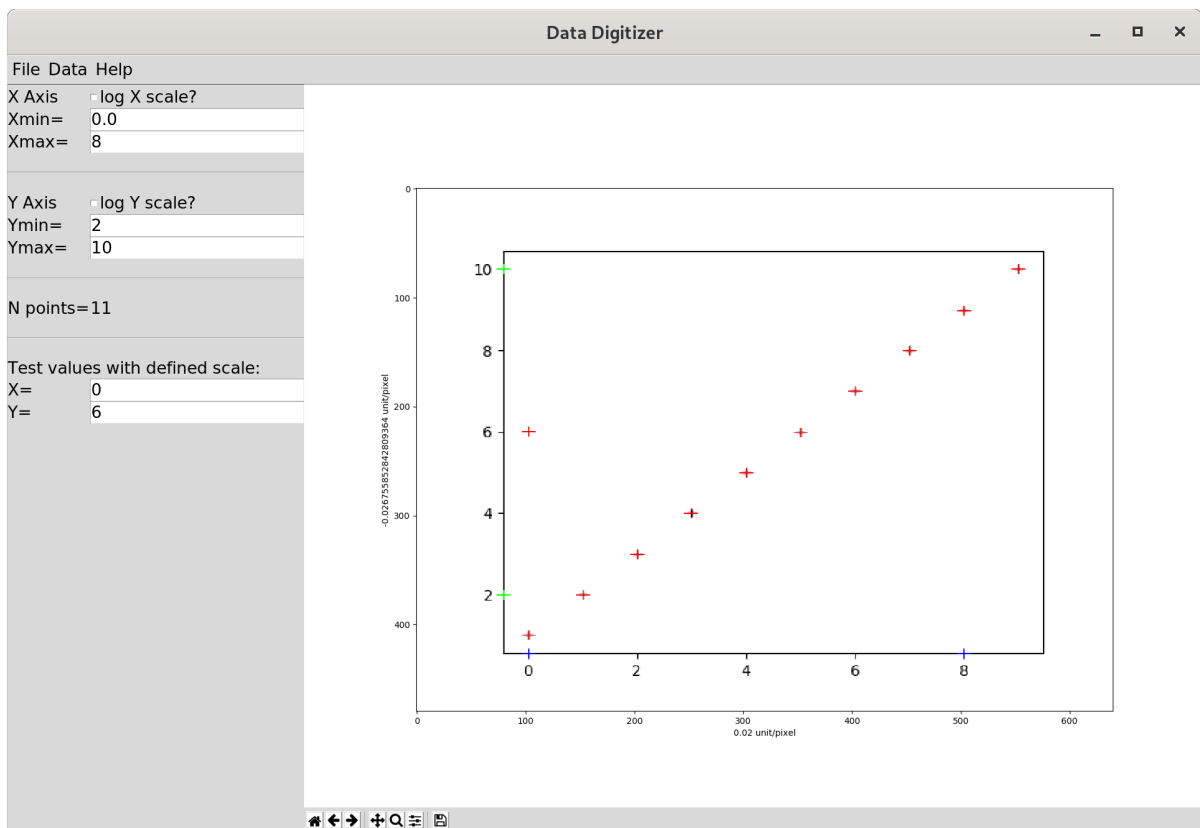 Data Digitizer
File Data Help
X Axis log X scale?
Xmin= 0.0
Xmax= 8
Y Axis log Y scale?
Ymin= 2
Ymax= 10
N points=11
Test values with defined scale:
X= 0
Y= 6
0
100
200
300
400
-0.026755852842809364 unit/pixel
10
8
6
4
2
0 2 4 6 8
0 100 200 300 400 500 600
0.02 unit/pixel